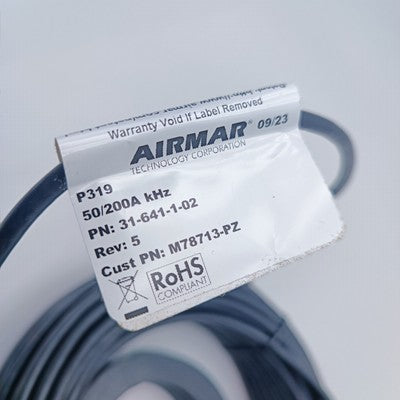 Warranty Void If Label Removed
AIRMAR® 09/23
TECHNOLOGY CORPORATION
P319
50/200A kHz
PN: 31-641-1-02
Rev: 5
Cust PN: M78713-PZ
RoHS
COMPLIANT